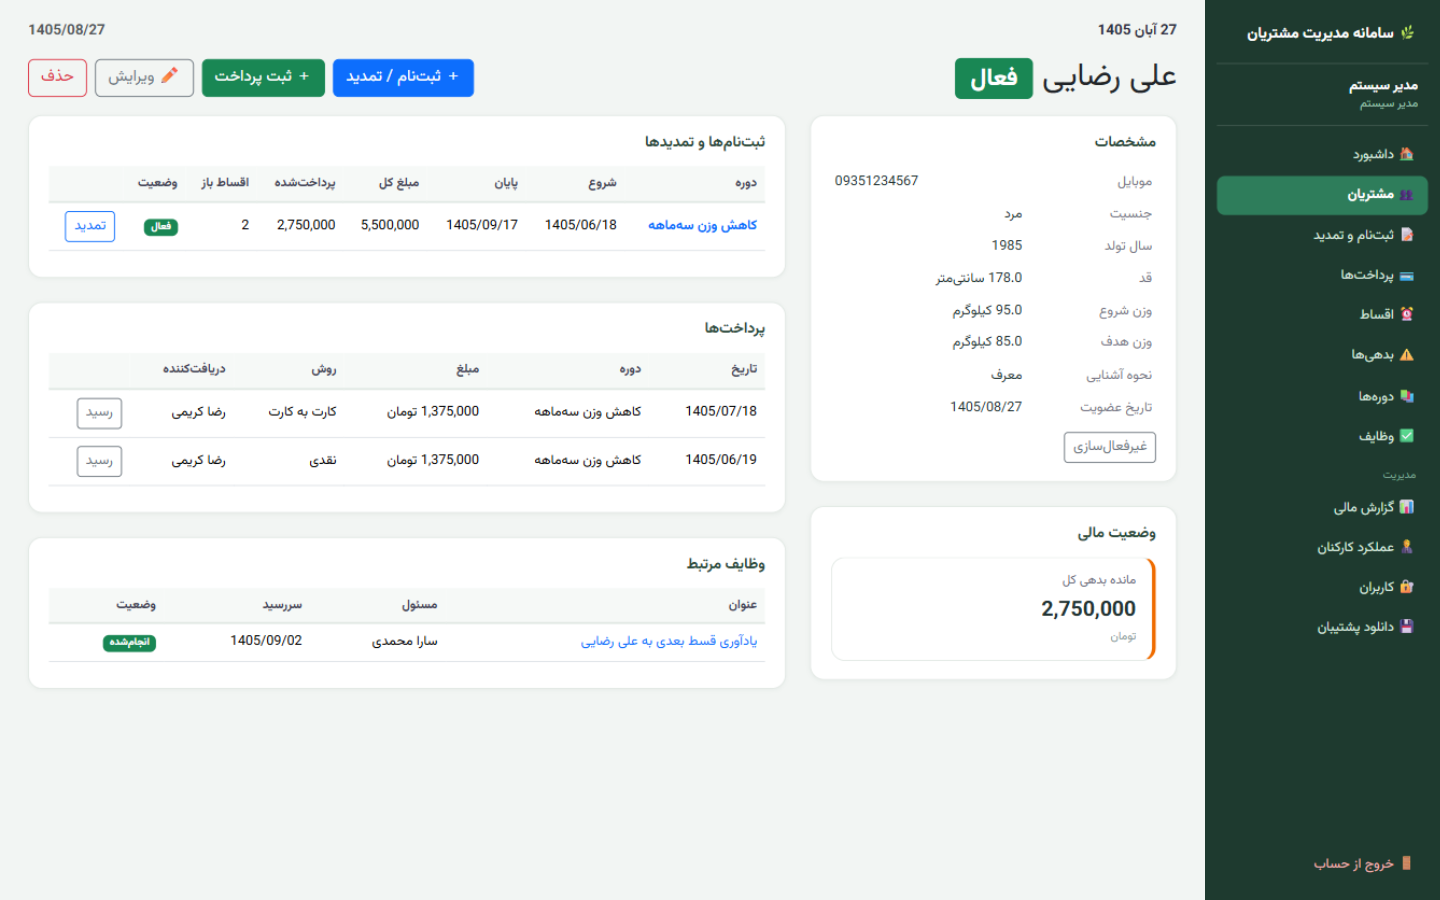 سامانه مدیریت مشتریان
مدیر سیستم
مدیر سیستم
داشبورد
مشتریان
ثبت‌نام و تمدید
پرداخت‌ها
اقساط
بدهی‌ها
دوره‌ها
وظایف
مدیریت
گزارش مالی
عملکرد کارکنان
کاربران
دانلود پشتیبان
خروج از حساب
27 آبان 1405
1405/08/27
علی رضایی فعال
+ ثبت‌نام / تمدید
+ ثبت پرداخت
ویرایش
حذف
مشخصات
موبایل 09351234567
جنسیت مرد
سال تولد 1985
قد 178.0 سانتی‌متر
وزن شروع 95.0 کیلوگرم
وزن هدف 85.0 کیلوگرم
نحوه آشنایی معرف
تاریخ عضویت 1405/08/27
غیرفعال‌سازی
وضعیت مالی
مانده بدهی کل
2,750,000
تومان
ثبت‌نام‌ها و تمدیدها
دوره شروع پایان مبلغ کل پرداخت‌شده اقساط باز وضعیت
کاهش وزن سه‌ماهه 1405/06/18 1405/09/17 5,500,000 2,750,000 2 فعال تمدید
پرداخت‌ها
تاریخ دوره مبلغ روش دریافت‌کننده
1405/07/18 کاهش وزن سه‌ماهه 1,375,000 تومان کارت به کارت رضا کریمی رسید
1405/06/19 کاهش وزن سه‌ماهه 1,375,000 تومان نقدی رضا کریمی رسید
وظایف مرتبط
عنوان مسئول سررسید وضعیت
یادآوری قسط بعدی به علی رضایی سارا محمدی 1405/09/02 انجام‌شده